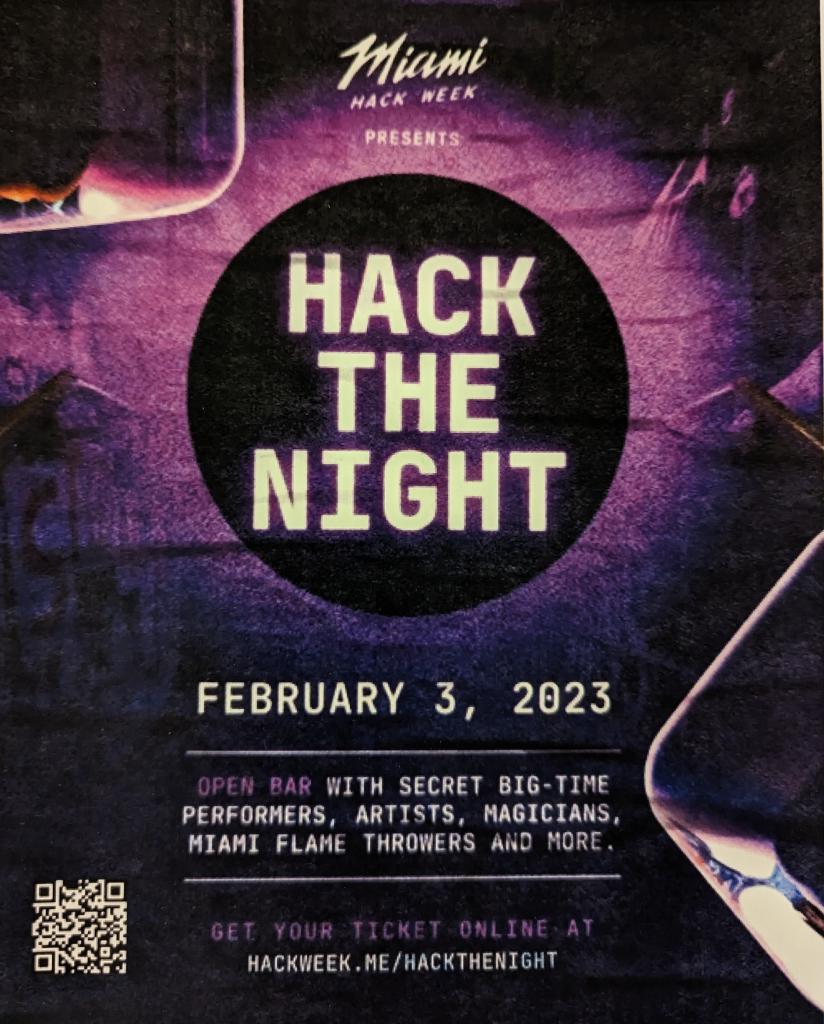 Miami
HACK WEEK
PRESENTS
HACK
THE
NIGHT
FEBRUARY 3, 2023
OPEN BAR WITH SECRET BIG-TIME
PERFORMERS, ARTISTS, MAGICIANS,
MIAMI FLAME THROWERS AND MORE.
GET YOUR TICKET ONLINE AT
HACKWEEK.ME/HACKTHENIGHT